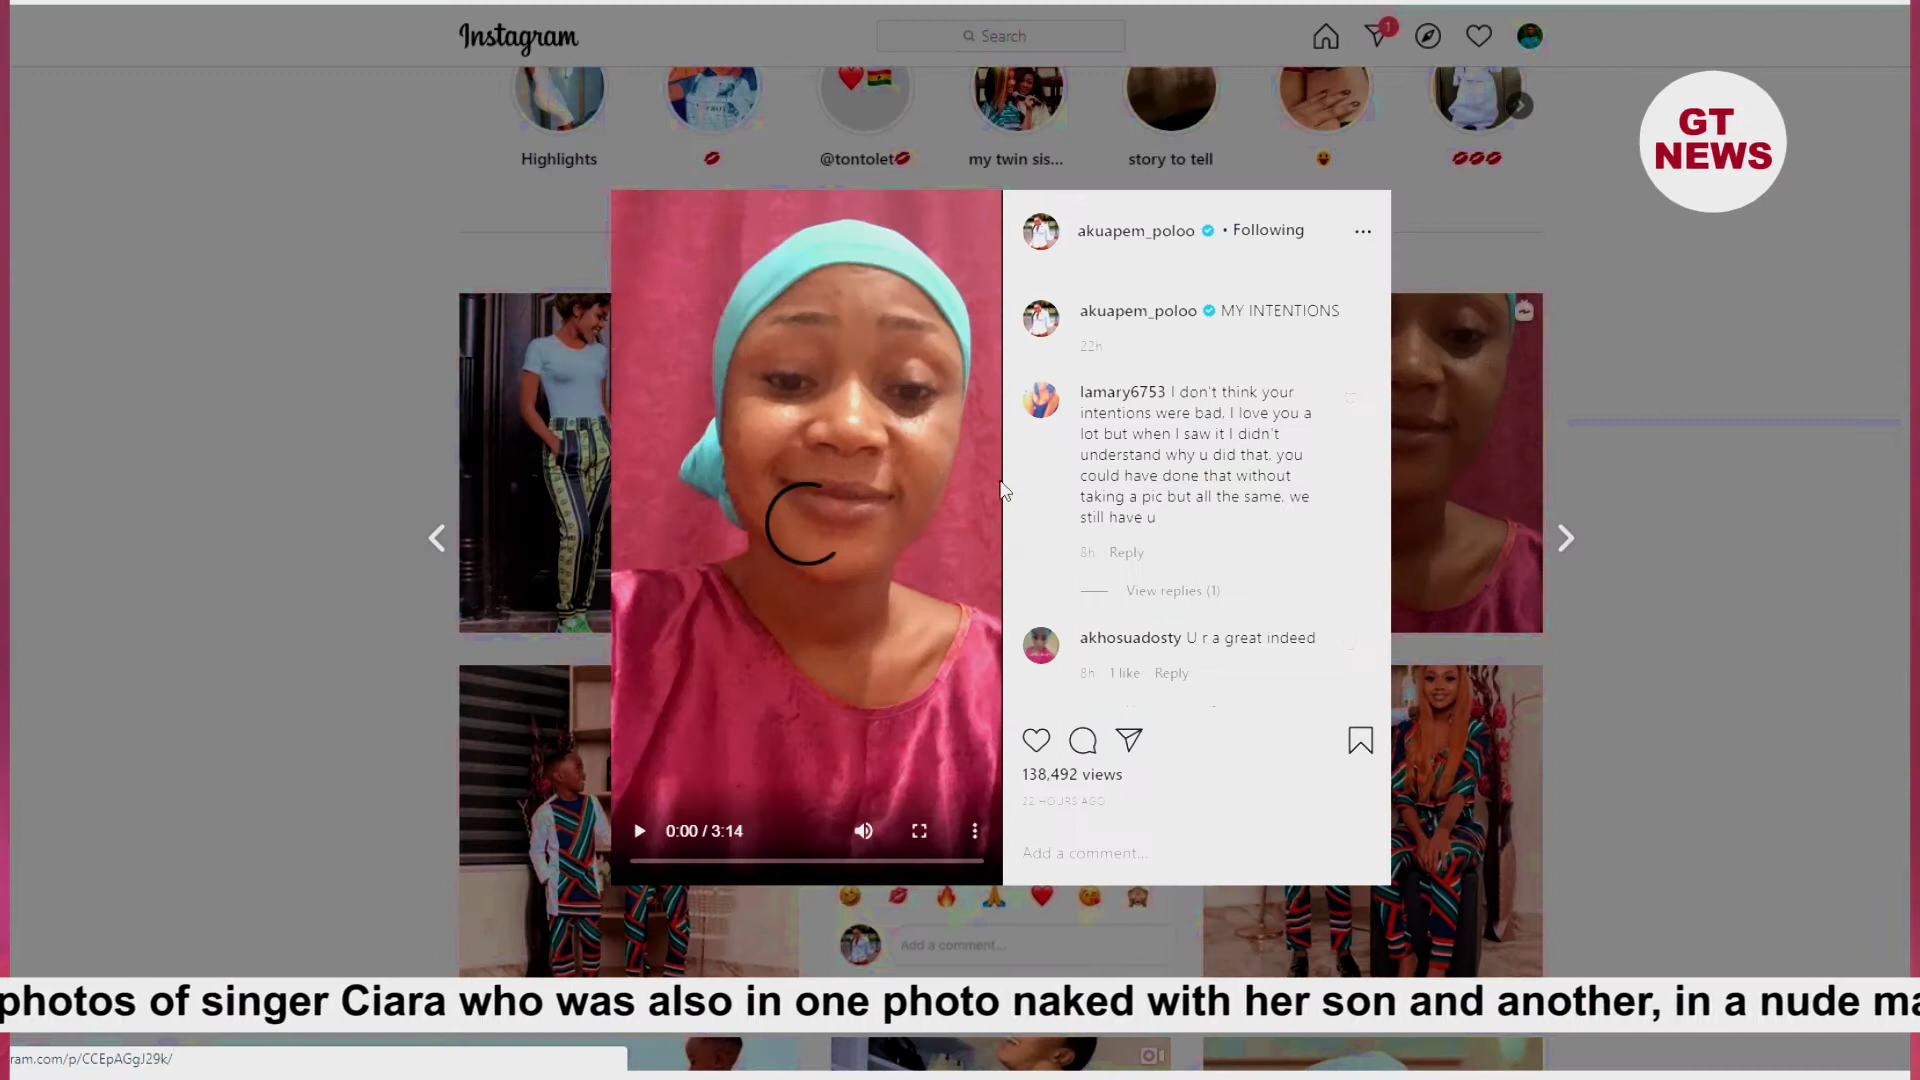 Instagram
Search
1
GT
NEWS
Highlights
@tontolet
my twin sis...
story to tell
akuapem_poloo • Following
akuapem_poloo MY INTENTIONS
22h
lamary6753 I don't think your
intentions were bad, I love you a
lot but when I saw it I didn't
understand why u did that, you
could have done that without
taking a pic but all the same, we
still have u
8h Reply
View replies (1)
akhosuadosty U r a great indeed
8h 1 like Reply
138,492 views
22 HOURS AGO
Add a comment...
0:00 / 3:14
Add a comment...
photos of singer Ciara who was also in one photo naked with her son and another, in a nude ma
ram.com/p/CCEpAGgJ29k/